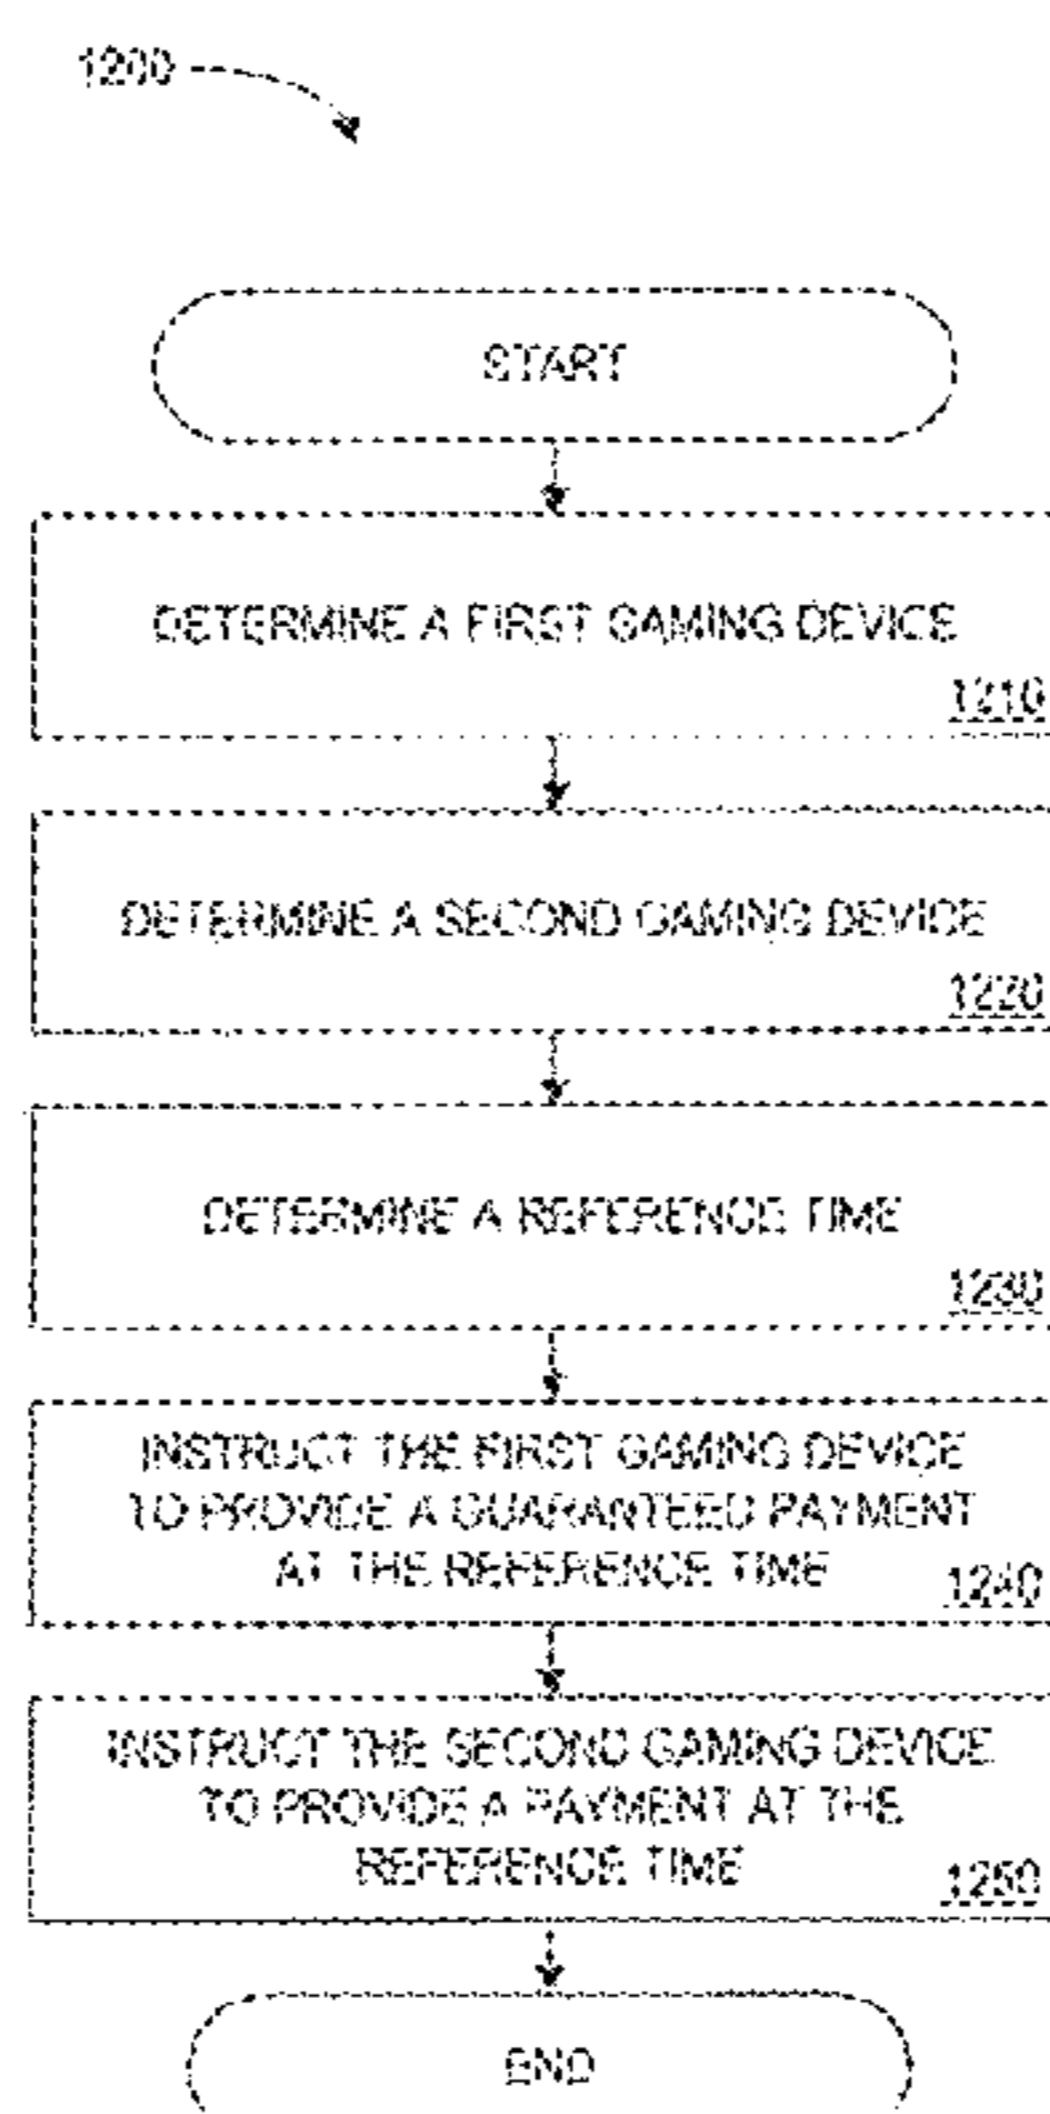 1200
START
DETERMINE A FIRST GAMING DEVICE
1210
DETERMINE A SECOND GAMING DEVICE
1220
DETERMINE A REFERENCE TIME
1230
INSTRUCT THE FIRST GAMING DEVICE
TO PROVIDE A GUARANTEED PAYMENT
AT THE REFERENCE TIME
1240
INSTRUCT THE SECOND GAMING DEVICE
TO PROVIDE A PAYMENT AT THE
REFERENCE TIME
1250
END